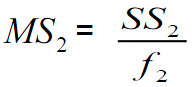 MS₂ = SS₂ / f₂